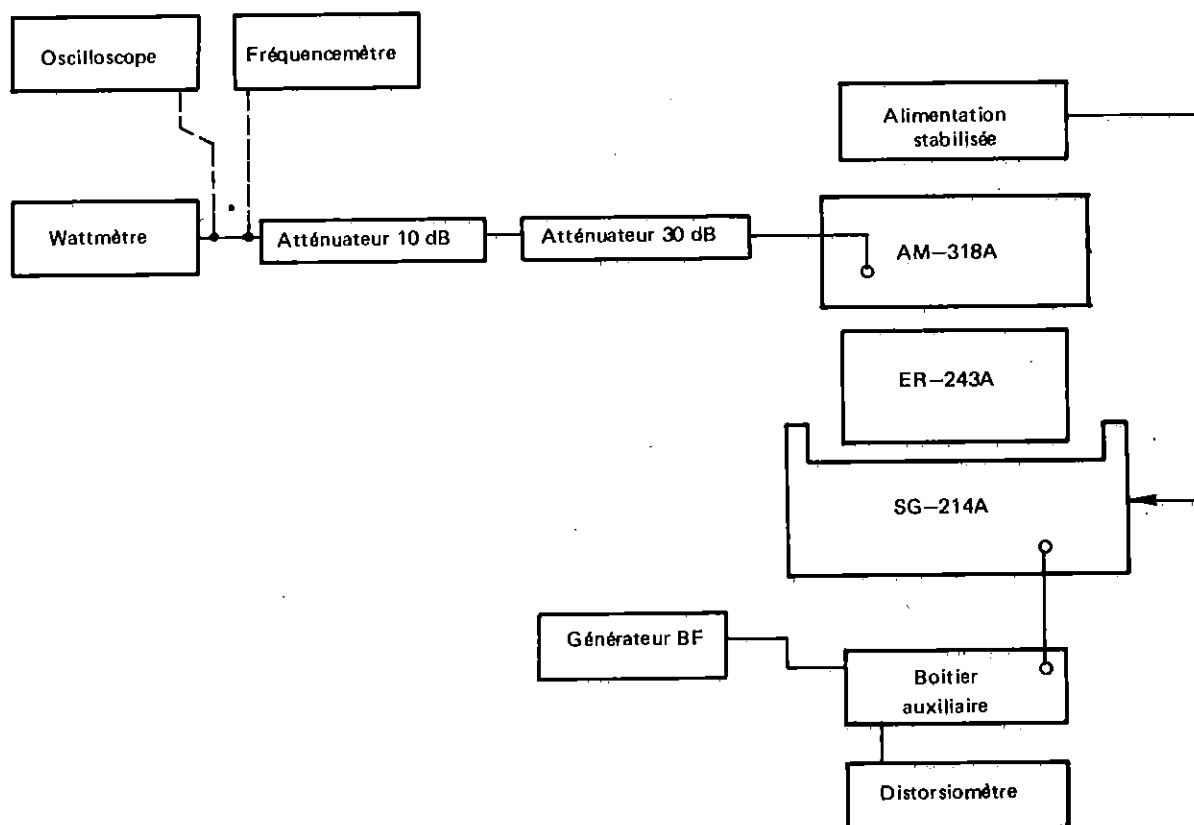 Oscilloscope
Fréquencemètre
Alimentation
stabilisée
Wattmètre
Atténuateur 10 dB
Atténuateur 30 dB
AM–318A
ER–243A
SG–214A
Générateur BF
Boitier
auxiliaire
Distorsiomètre